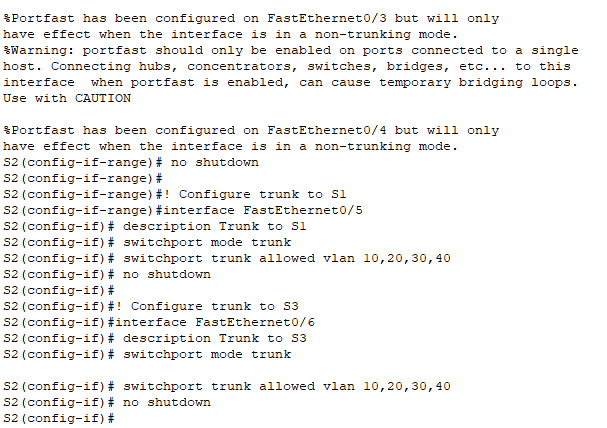 %Portfast has been configured on FastEthernet0/3 but will only
have effect when the interface is in a non-trunking mode.
%Warning: portfast should only be enabled on ports connected to a single
host. Connecting hubs, concentrators, switches, bridges, etc... to this
interface  when portfast is enabled, can cause temporary bridging loops.
Use with CAUTION

%Portfast has been configured on FastEthernet0/4 but will only
have effect when the interface is in a non-trunking mode.
S2(config-if-range)# no shutdown
S2(config-if-range)#
S2(config-if-range)#! Configure trunk to S1
S2(config-if-range)#interface FastEthernet0/5
S2(config-if)# description Trunk to S1
S2(config-if)# switchport mode trunk
S2(config-if)# switchport trunk allowed vlan 10,20,30,40
S2(config-if)# no shutdown
S2(config-if)#
S2(config-if)#! Configure trunk to S3
S2(config-if)#interface FastEthernet0/6
S2(config-if)# description Trunk to S3
S2(config-if)# switchport mode trunk

S2(config-if)# switchport trunk allowed vlan 10,20,30,40
S2(config-if)# no shutdown
S2(config-if)#